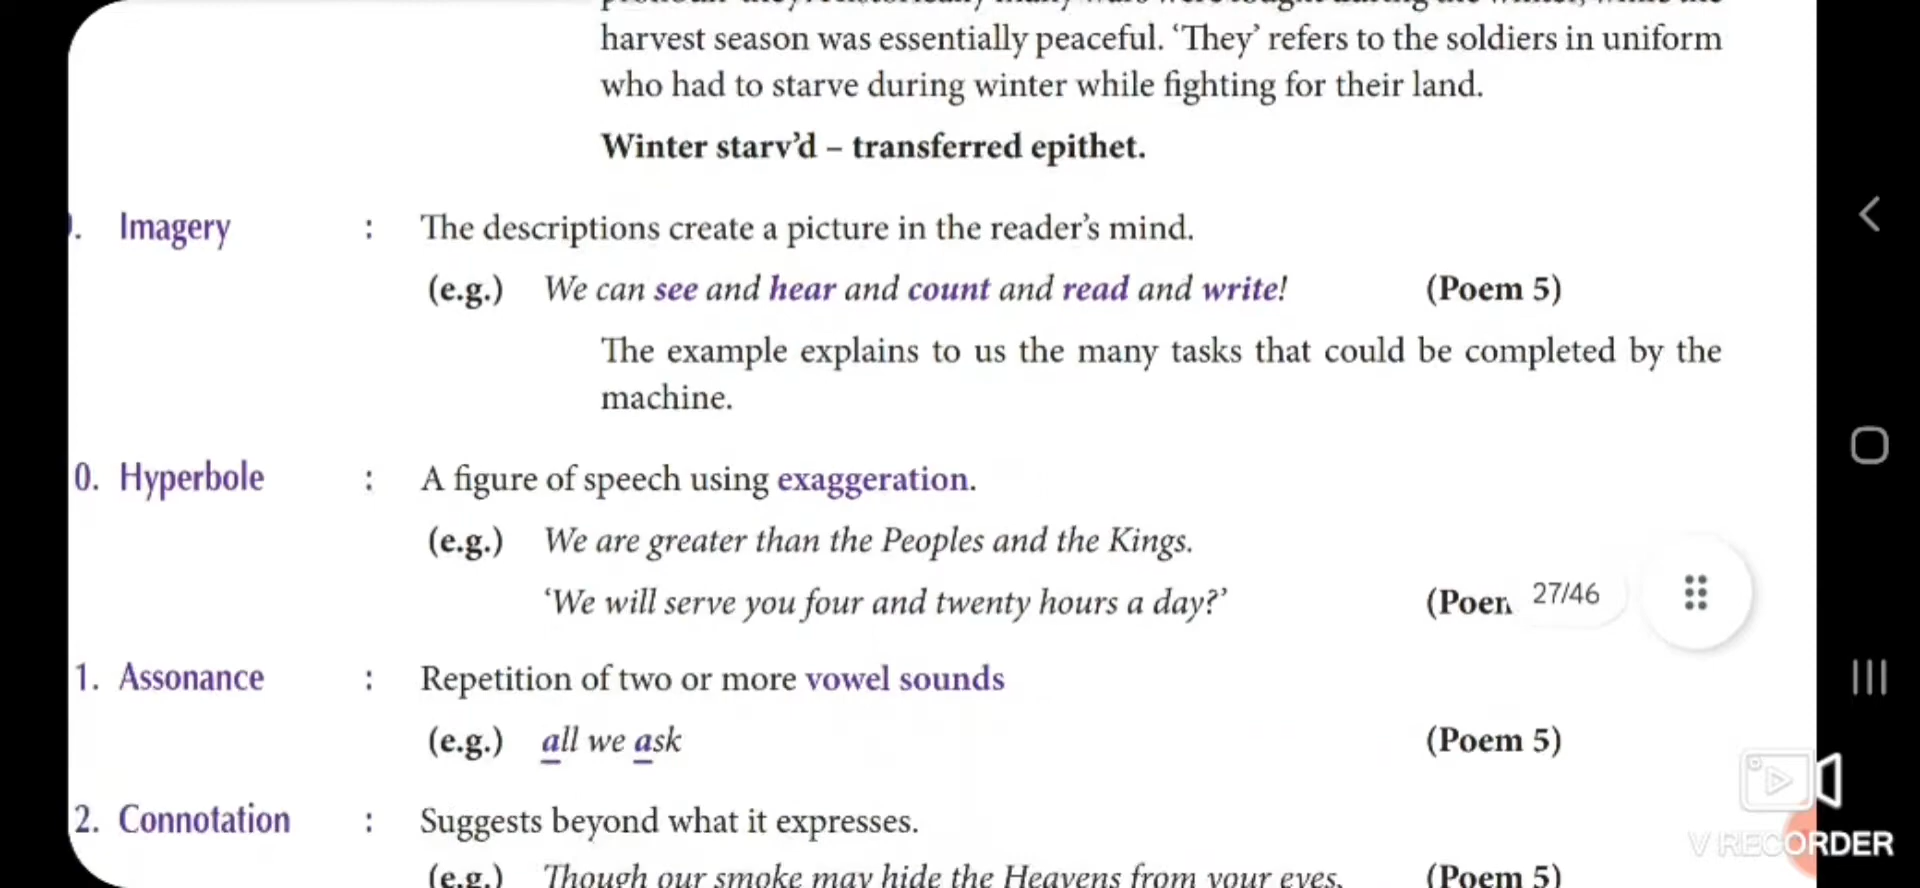 harvest season was essentially peaceful. ‘They’ refers to the soldiers in uniform
who had to starve during winter while fighting for their land.
Winter starv’d – transferred epithet.
. Imagery : The descriptions create a picture in the reader’s mind.
(e.g.) We can see and hear and count and read and write! (Poem 5)
The example explains to us the many tasks that could be completed by the
machine.
0. Hyperbole : A figure of speech using exaggeration.
(e.g.) We are greater than the Peoples and the Kings.
‘We will serve you four and twenty hours a day?’ 27/46
1. Assonance : Repetition of two or more vowel sounds
(e.g.) all we ask (Poem 5)
2. Connotation : Suggests beyond what it expresses.
(e.g.) Though our smoke may hide the Heavens from your eyes, (Poem 5)
V RECORDER